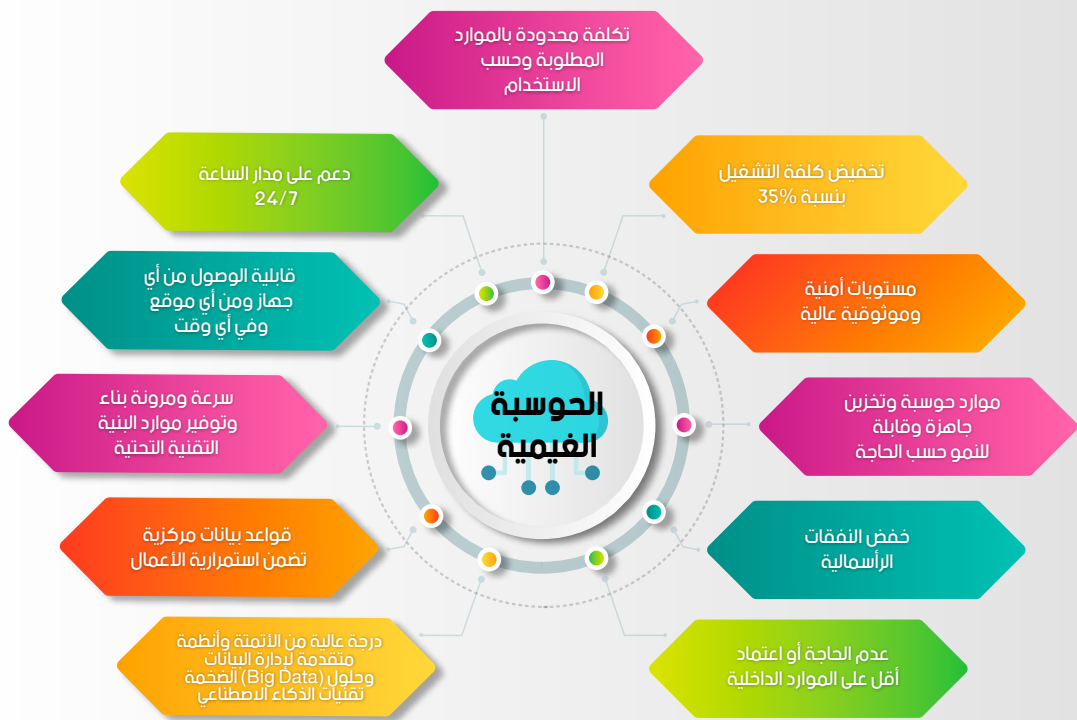 تكلفة محدودة بالموارد
المطلوبة وحسب
الاستخدام
تخفيض كلفة التشغيل
بنسبة 35%
مستويات أمنية
وموثوقية عالية
موارد حوسبة وتخزين
جاهزة وقابلة
للنمو حسب الحاجة
خفض النفقات
الرأسمالية
عدم الحاجة أو اعتماد
أقل على الموارد الداخلية
دعم على مدار الساعة
24/7
قابلية الوصول من أي
جهاز ومن أي موقع
وفي أي وقت
سرعة ومرونة بناء
وتوفير موارد البنية
التقنية التحتية
قواعد بيانات مركزية
تضمن استمرارية الأعمال
درجة عالية من الأتمتة وأنظمة
متقدمة لإدارة البيانات
الضخمة (Big Data) وحلول
تقنيات الذكاء الاصطناعي
الحوسبة
الغيمية